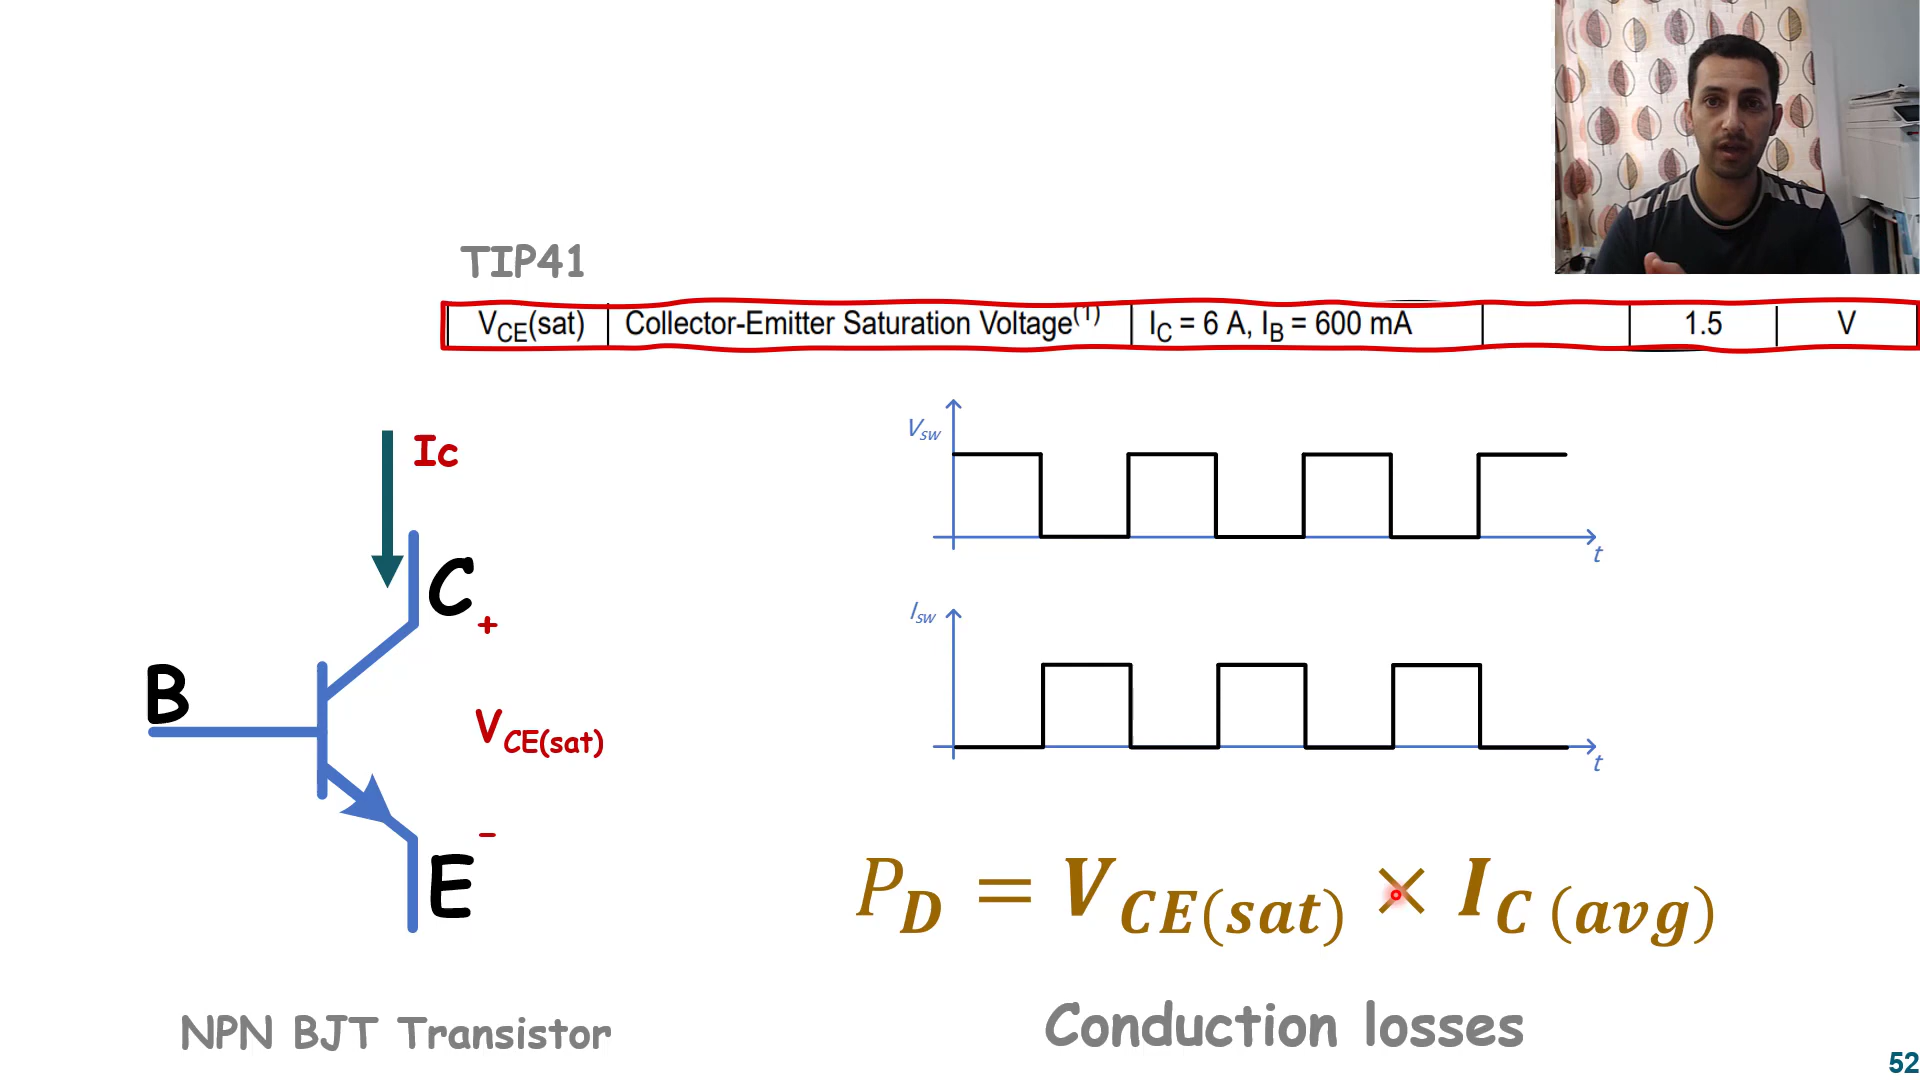 TIP41
VCE(sat) Collector-Emitter Saturation Voltage(1) IC = 6 A, IB = 600 mA 1.5 V
Ic
C
+
B
VCE(sat)
-
E
NPN BJT Transistor
Vsw
t
Isw
t
PD = VCE(sat) × IC (avg)
Conduction losses
52